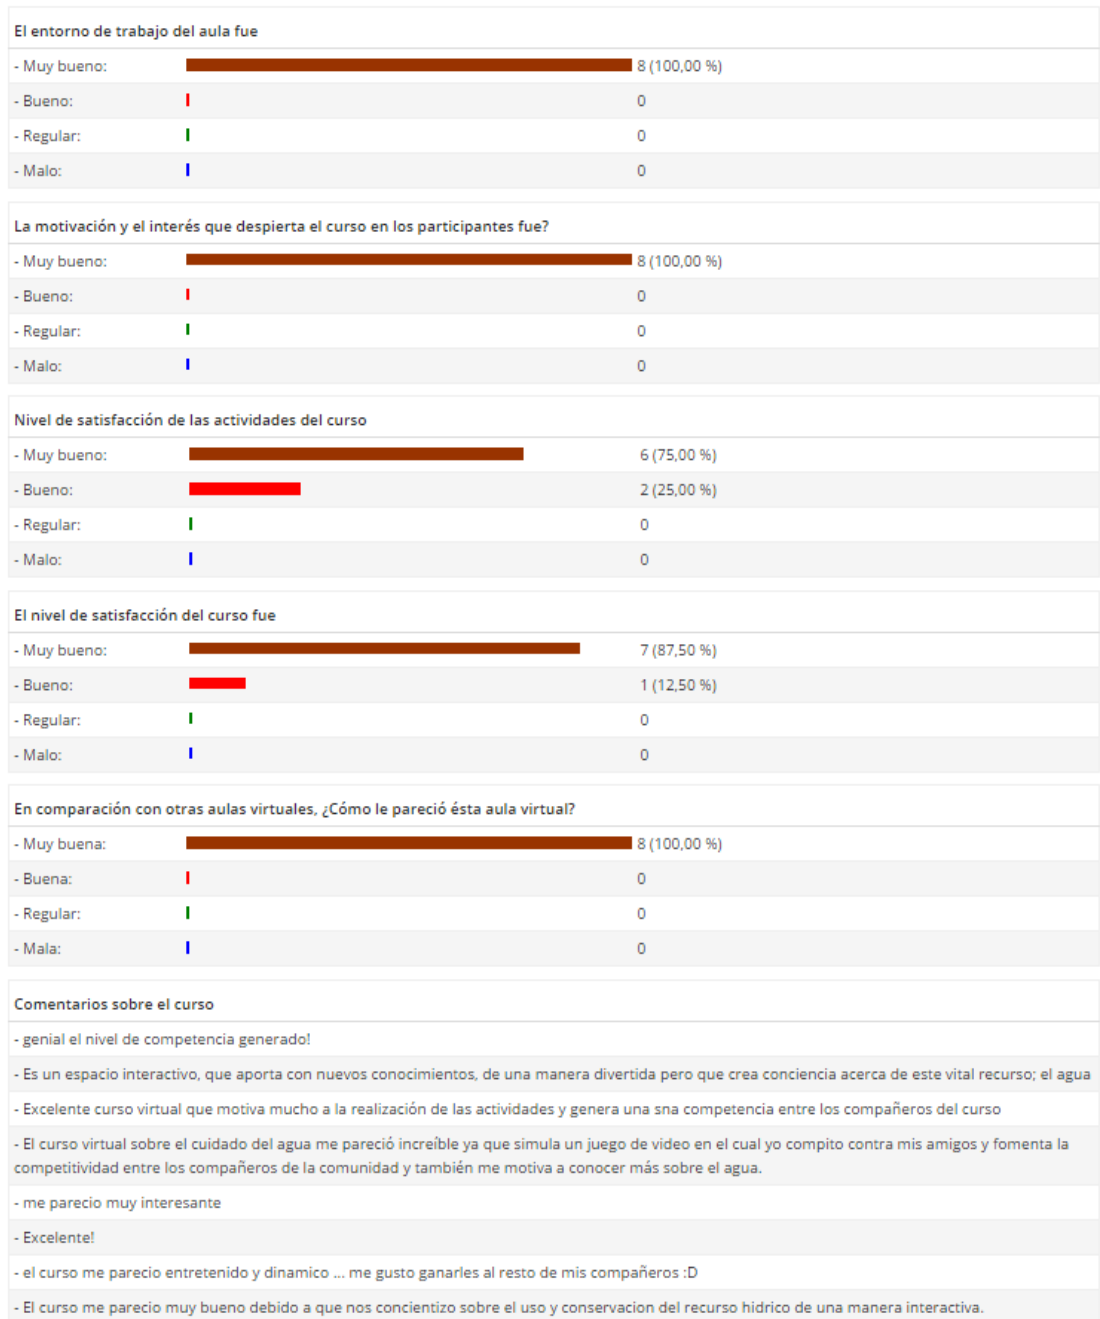 El entorno de trabajo del aula fue
- Muy bueno: 8 (100,00 %)
- Bueno: 0
- Regular: 0
- Malo: 0
La motivación y el interés que despierta el curso en los participantes fue?
- Muy bueno: 8 (100,00 %)
- Bueno: 0
- Regular: 0
- Malo: 0
Nivel de satisfacción de las actividades del curso
- Muy bueno: 6 (75,00 %)
- Bueno: 2 (25,00 %)
- Regular: 0
- Malo: 0
El nivel de satisfacción del curso fue
- Muy bueno: 7 (87,50 %)
- Bueno: 1 (12,50 %)
- Regular: 0
- Malo: 0
En comparación con otras aulas virtuales, ¿Cómo le pareció ésta aula virtual?
- Muy buena: 8 (100,00 %)
- Buena: 0
- Regular: 0
- Mala: 0
Comentarios sobre el curso
- genial el nivel de competencia generado!
- Es un espacio interactivo, que aporta con nuevos conocimientos, de una manera divertida pero que crea conciencia acerca de este vital recurso; el agua
- Excelente curso virtual que motiva mucho a la realización de las actividades y genera una sna competencia entre los compañeros del curso
- El curso virtual sobre el cuidado del agua me pareció increíble ya que simula un juego de video en el cual yo compito contra mis amigos y fomenta la
competitividad entre los compañeros de la comunidad y también me motiva a conocer más sobre el agua.
- me parecio muy interesante
- Excelente!
- el curso me parecio entretenido y dinamico ... me gusto ganarles al resto de mis compañeros :D
- El curso me parecio muy bueno debido a que nos concientizo sobre el uso y conservacion del recurso hidrico de una manera interactiva.